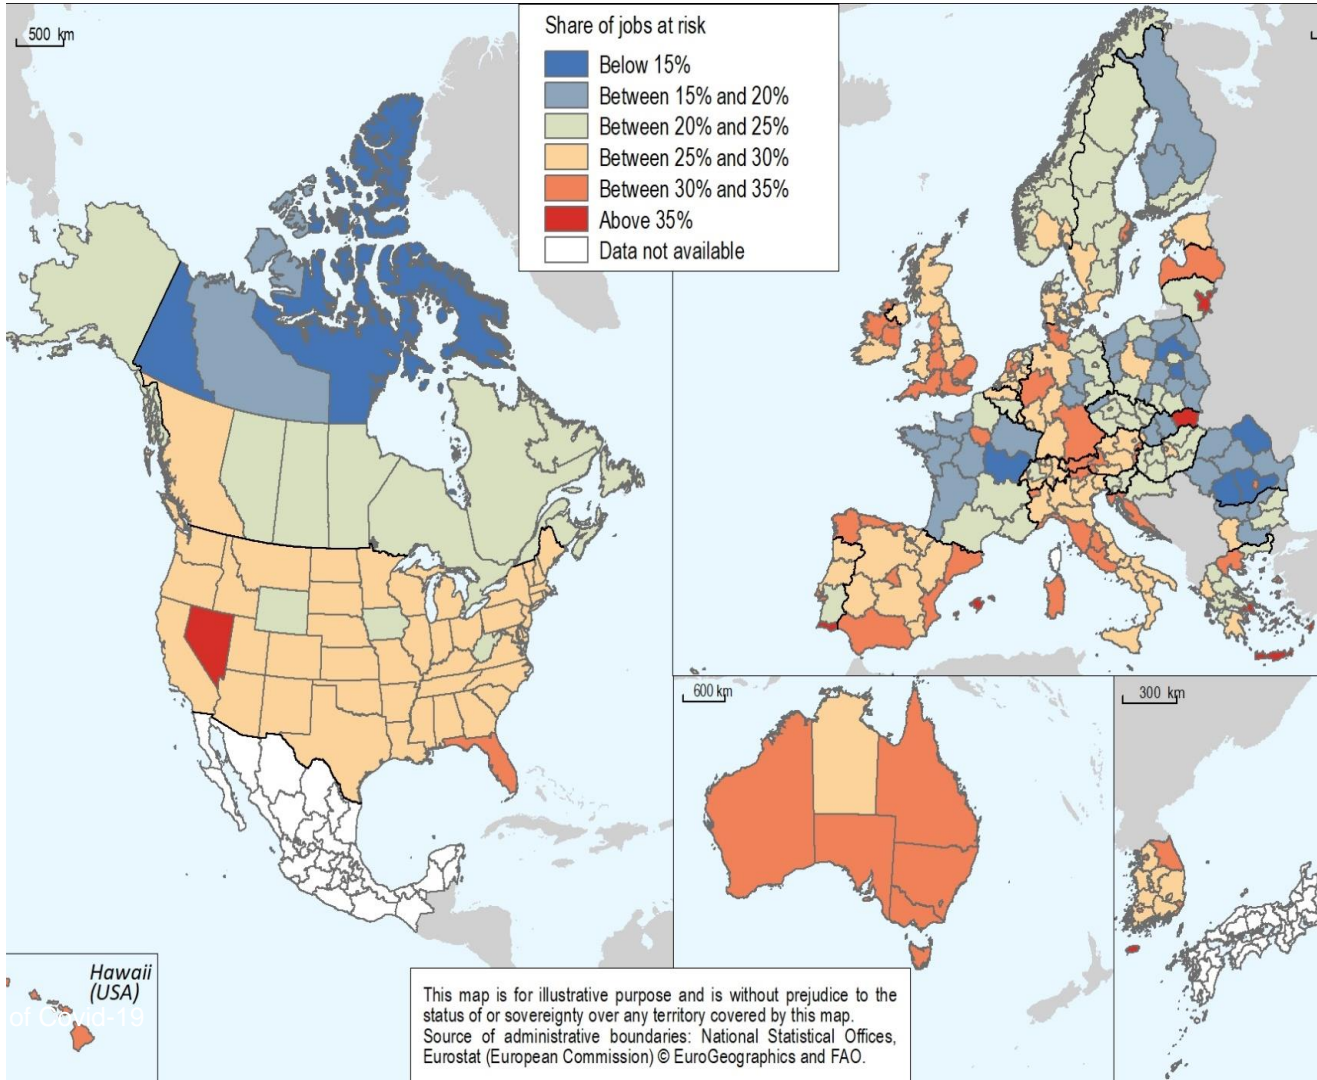 500 km
Share of jobs at risk
Below 15%
Between 15% and 20%
Between 20% and 25%
Between 25% and 30%
Between 30% and 35%
Above 35%
Data not available
600 km
300 km
Hawaii
(USA)
of Covid-19
This map is for illustrative purpose and is without prejudice to the
status of or sovereignty over any territory covered by this map.
Source of administrative boundaries: National Statistical Offices,
Eurostat (European Commission) © EuroGeographics and FAO.